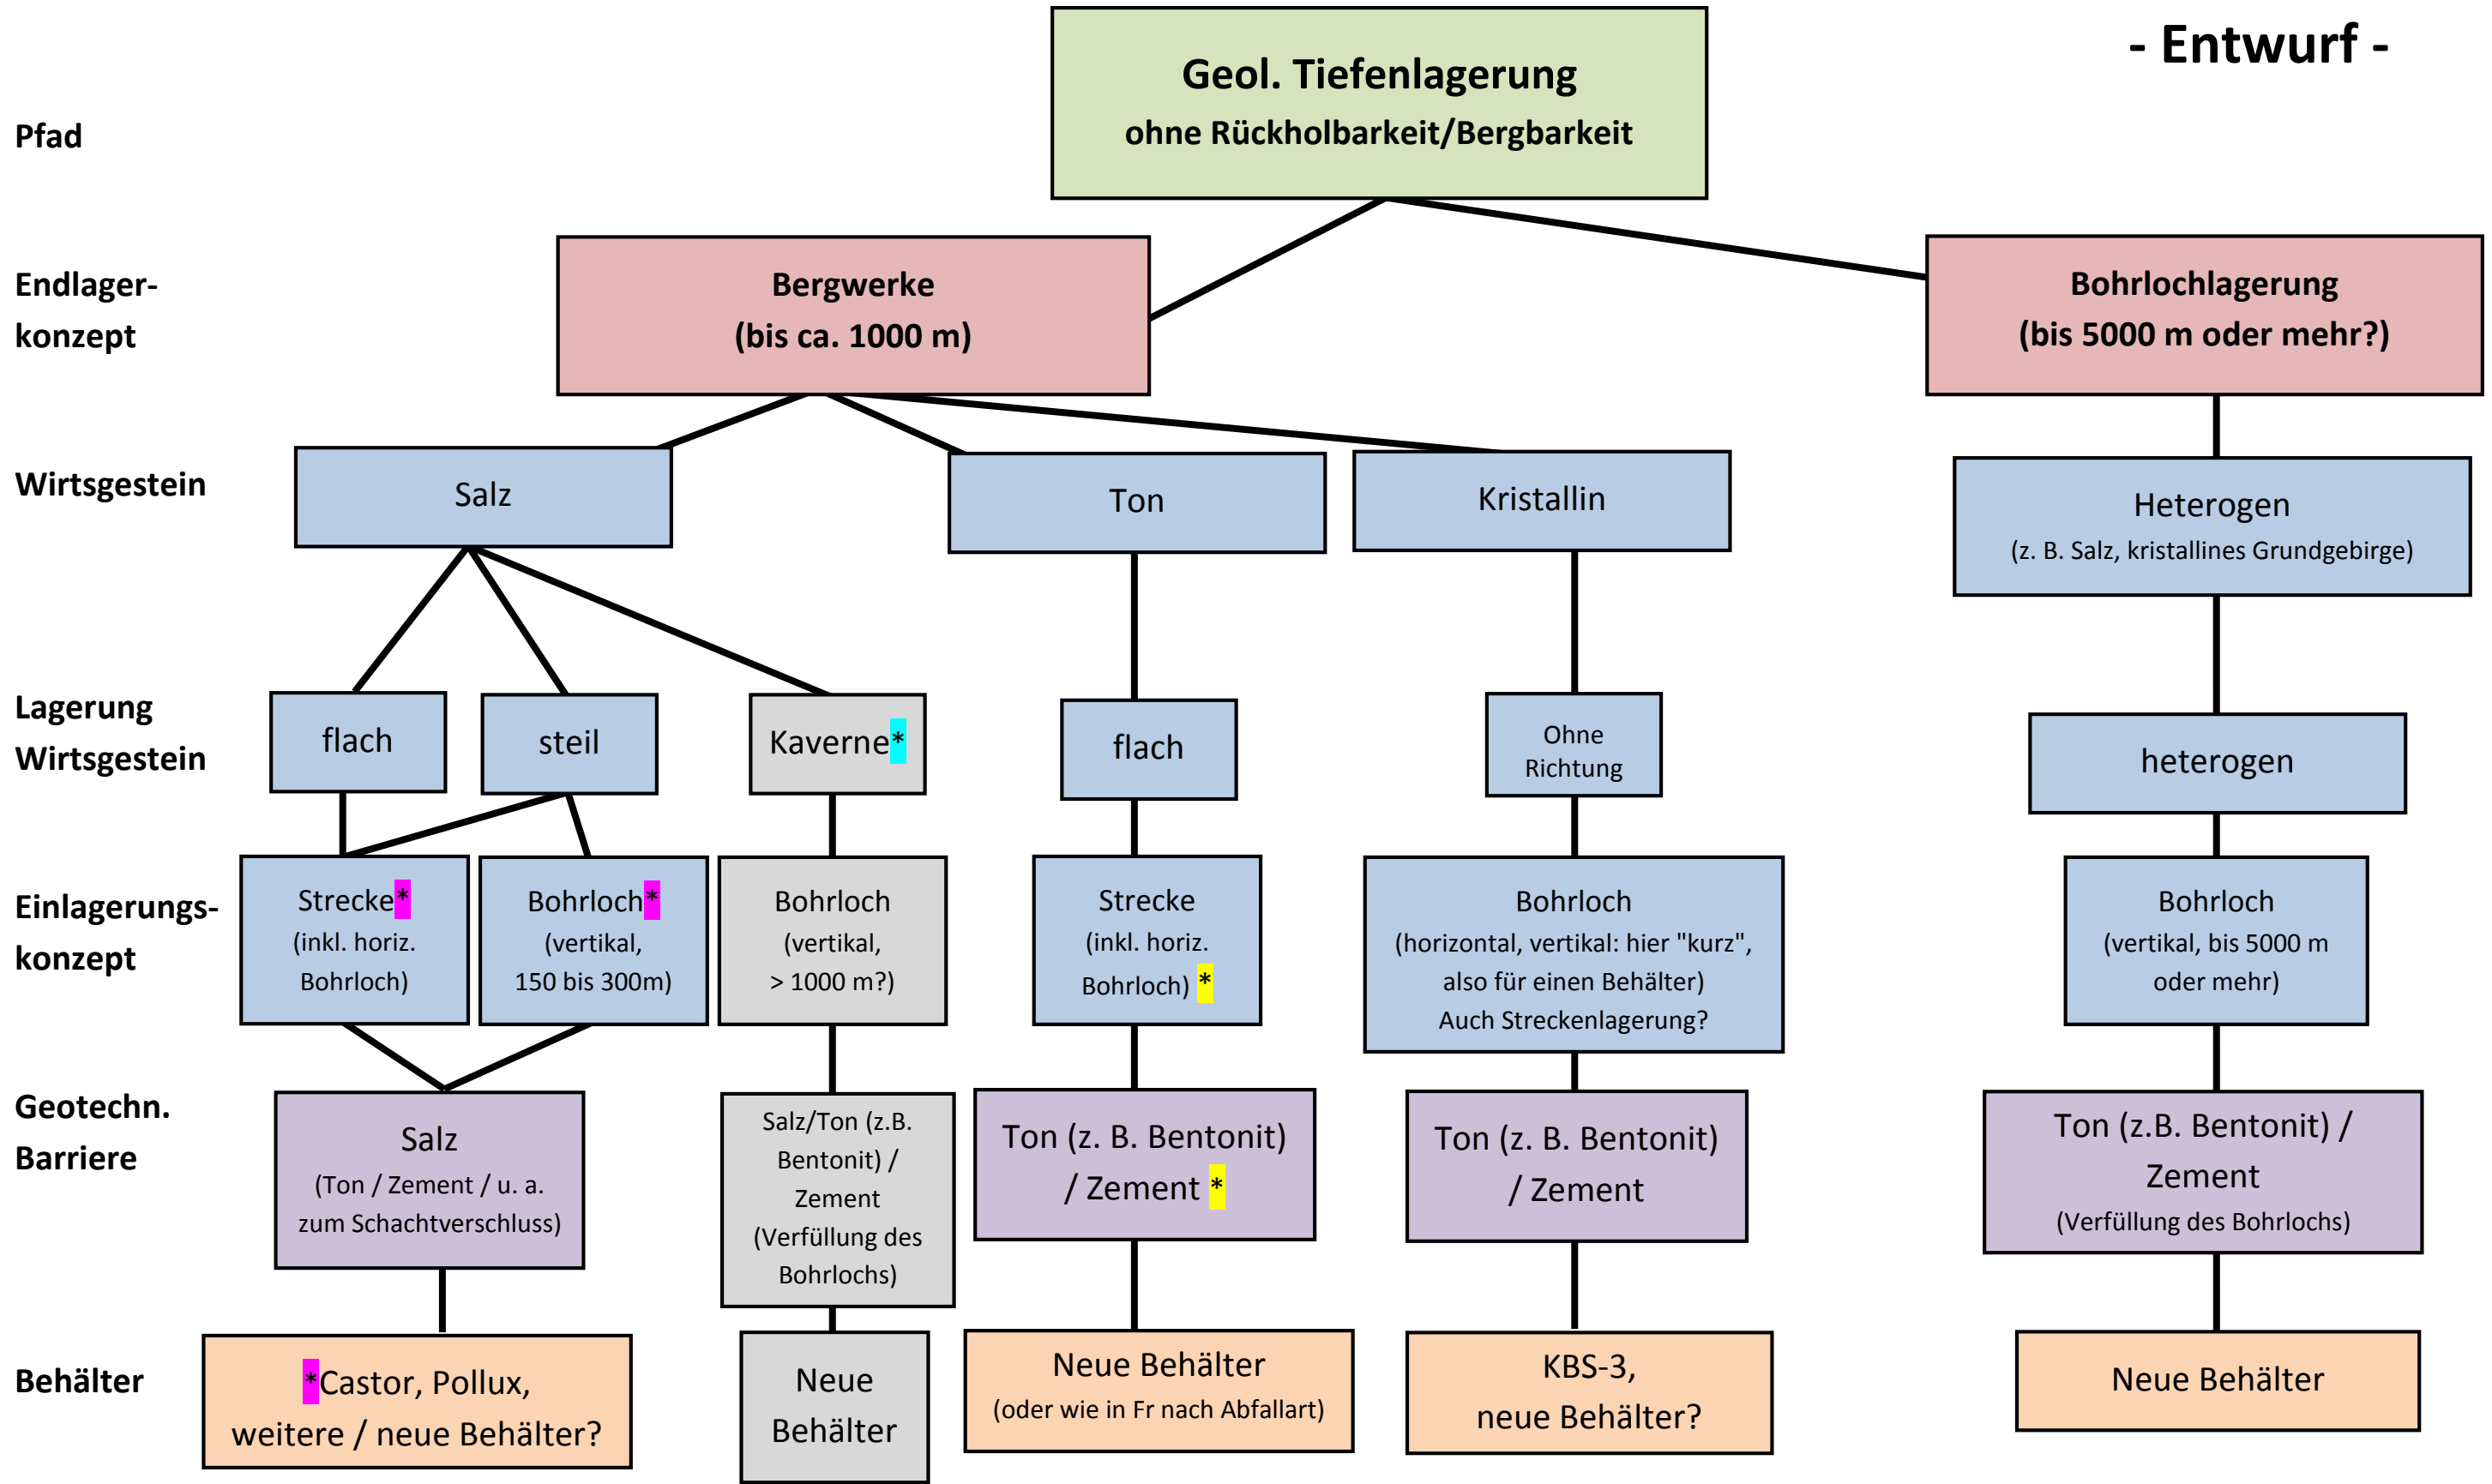 - Entwurf -
Geol. Tiefenlagerung
ohne Rückholbarkeit/Bergbarkeit
Pfad
Endlager-
konzept
Bergwerke
(bis ca. 1000 m)
Bohrlochlagerung
(bis 5000 m oder mehr?)
Wirtsgestein
Salz
Ton
Kristallin
Heterogen
(z. B. Salz, kristallines Grundgebirge)
Lagerung
Wirtsgestein
flach
steil
Kaverne*
flach
Ohne
Richtung
heterogen
Einlagerungs-
konzept
Strecke*
(inkl. horiz.
Bohrloch)
Bohrloch*
(vertikal,
150 bis 300m)
Bohrloch
(vertikal,
> 1000 m?)
Strecke
(inkl. horiz.
Bohrloch) *
Bohrloch
(horizontal, vertikal: hier "kurz",
also für einen Behälter)
Auch Streckenlagerung?
Bohrloch
(vertikal, bis 5000 m
oder mehr)
Geotechn.
Barriere
Salz
(Ton / Zement / u. a.
zum Schachtverschluss)
Salz/Ton (z.B.
Bentonit) /
Zement
(Verfüllung des
Bohrlochs)
Ton (z. B. Bentonit)
/ Zement *
Ton (z. B. Bentonit)
/ Zement
Ton (z.B. Bentonit) /
Zement
(Verfüllung des Bohrlochs)
Behälter
*Castor, Pollux,
weitere / neue Behälter?
Neue
Behälter
Neue Behälter
(oder wie in Fr nach Abfallart)
KBS-3,
neue Behälter?
Neue Behälter